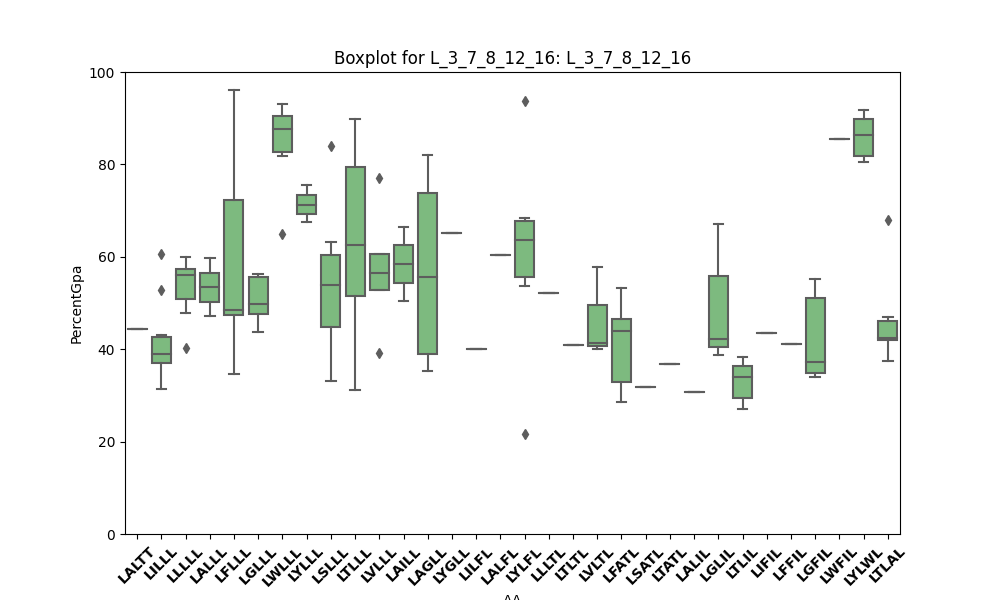 Boxplot for L_3_7_8_12_16: L_3_7_8_12_16
100
80
60
40
20
0
PercentGpa
LALTT
LILLL
LLLLL
LALLL
LFLLL
LGLLL
LWLLL
LYLLL
LSLLL
LTLLL
LVLLL
LAILL
LAGLL
LYGLL
LILFL
LALFL
LYLFL
LLLTL
LTLTL
LVLTL
LFATL
LSATL
LTATL
LALIL
LGLIL
LTLIL
LIFIL
LFFIL
LGFIL
LWFIL
LYLWL
LTLAL
AA